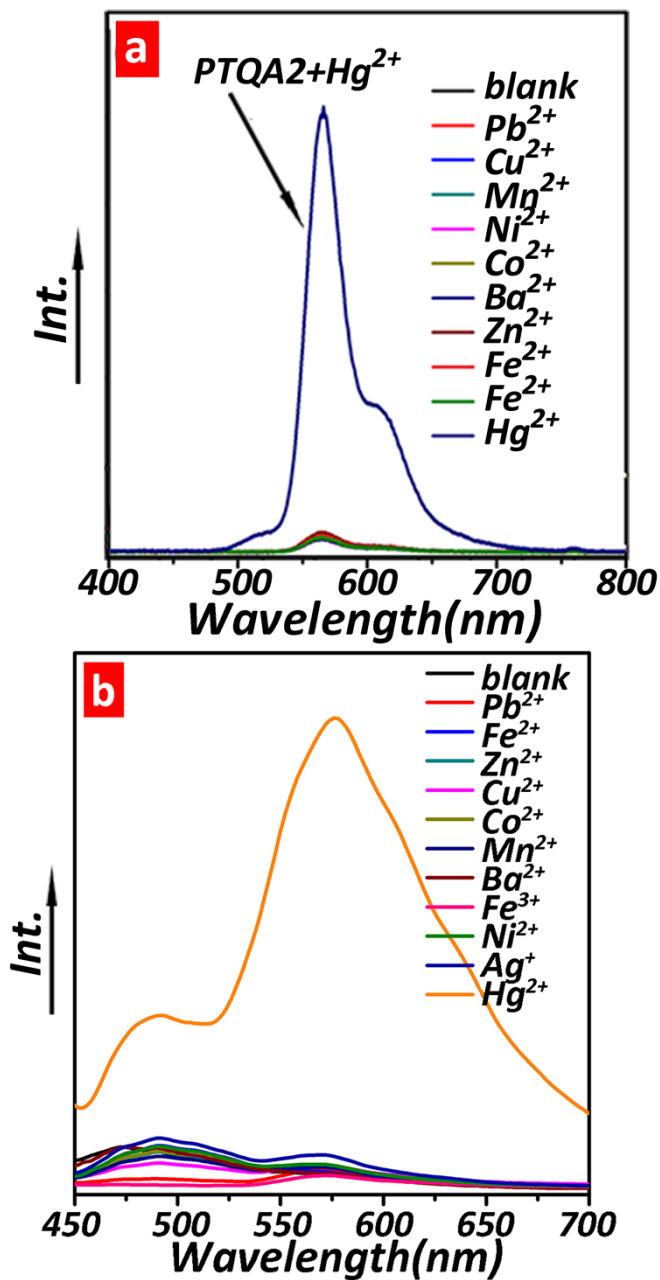 a
PTQA2+Hg²⁺
blank
Pb²⁺
Cu²⁺
Mn²⁺
Ni²⁺
Co²⁺
Ba²⁺
Zn²⁺
Fe²⁺
Fe²⁺
Hg²⁺
Int.
400 500 600 700 800
Wavelength(nm)
b
blank
Pb²⁺
Fe²⁺
Zn²⁺
Cu²⁺
Co²⁺
Mn²⁺
Ba²⁺
Fe³⁺
Ni²⁺
Ag⁺
Hg²⁺
Int.
450 500 550 600 650 700
Wavelength(nm)